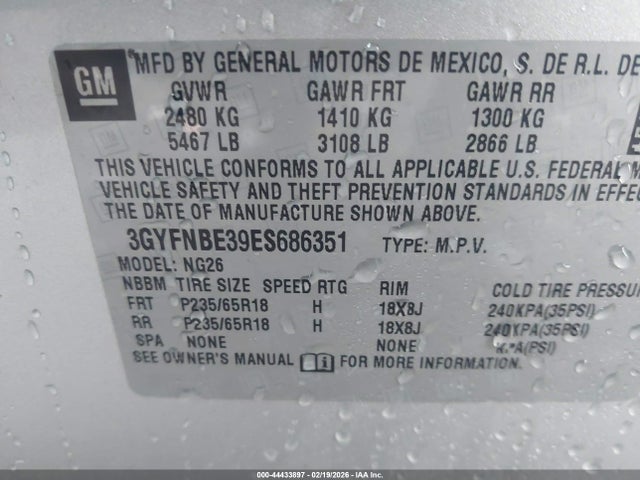 GM
MFD BY GENERAL MOTORS DE MEXICO, S. DE R.L. DE
GVWR GAWR FRT GAWR RR
2480 KG 1410 KG 1300 KG
5467 LB 3108 LB 2866 LB
THIS VEHICLE CONFORMS TO ALL APPLICABLE U.S. FEDERAL M
VEHICLE SAFETY AND THEFT PREVENTION STANDARDS IN EFFE
THE DATE OF MANUFACTURE SHOWN ABOVE.
3GYFNBE39ES686351 TYPE: M.P.V.
MODEL: NG26
NBBM TIRE SIZE SPEED RTG RIM COLD TIRE PRESSUR
FRT P235/65R18 H 18X8J 240KPA(35PSI)
RR P235/65R18 H 18X8J 240KPA(35PSI)
SPA NONE NONE KPA(PSI)
SEE OWNER'S MANUAL FOR MORE INFORMATION.
000-44433897 - 02/19/2026 - IAA Inc.